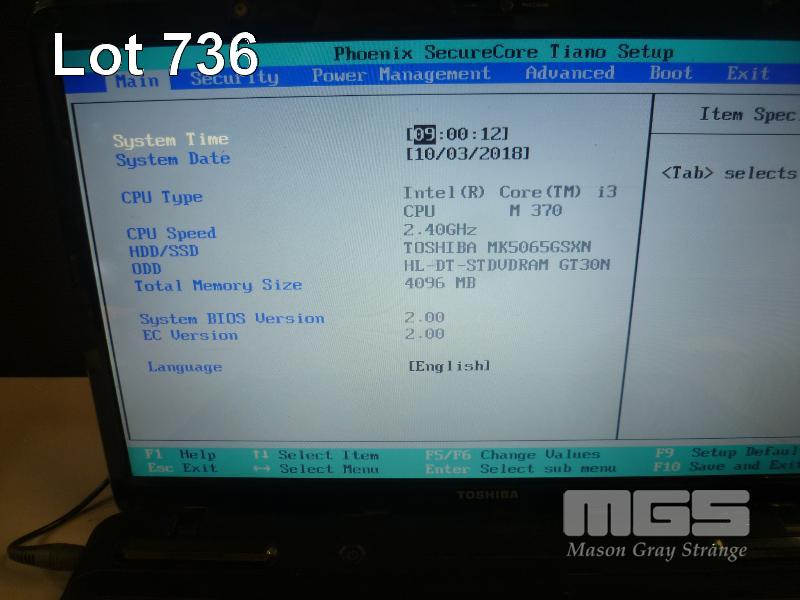 Lot 736
Phoenix SecureCore Tiano Setup
Main Security Power Management Advanced Boot Exit
Item Spec
System Time [09:00:12]
<Tab> selects
System Date [10/03/2018]
CPU Type Intel(R) Core(TM) i3
CPU M 370
CPU Speed 2.40GHz
HDD/SSD TOSHIBA MK5065GSXN
ODD HL-DT-STDVDRAM GT30N
Total Memory Size 4096 MB
System BIOS Version 2.00
EC Version 2.00
Language [English]
F1 Help ↑↓ Select Item F5/F6 Change Values F9 Setup Defaul
Esc Exit ↔ Select Menu Enter Select sub menu F10 Save and Exit
TOSHIBA
MGS
Mason Gray Strange